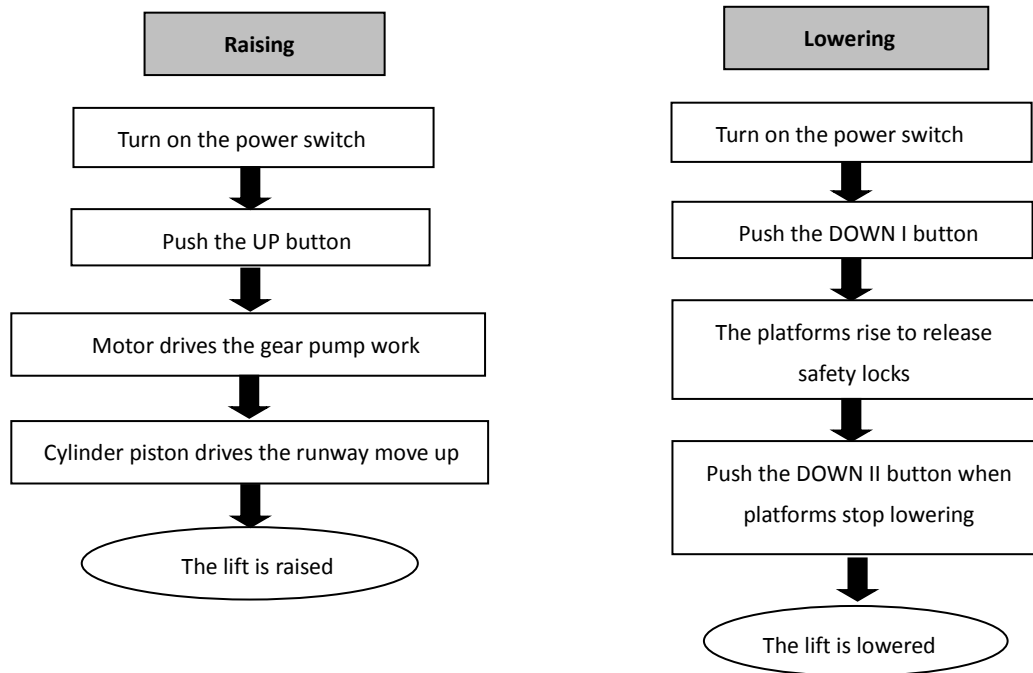 Raising
Turn on the power switch
Push the UP button
Motor drives the gear pump work
Cylinder piston drives the runway move up
The lift is raised
Lowering
Turn on the power switch
Push the DOWN I button
The platforms rise to release
safety locks
Push the DOWN II button when
platforms stop lowering
The lift is lowered